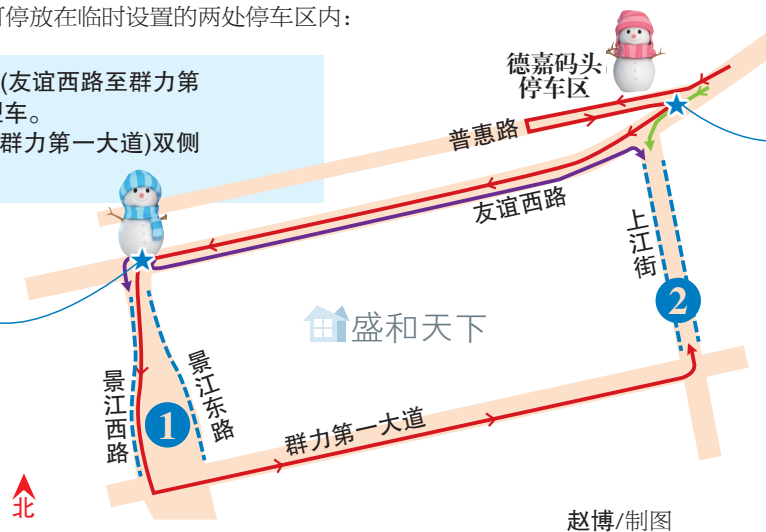 可停放在临时设置的两处停车区内：
(友谊西路至群力第
型车。
群力第一大道)双侧
德嘉码头
停车区
普惠路
友谊西路
上江街
2
盛和天下
景江西路
景江东路
1
群力第一大道
北
赵博/制图